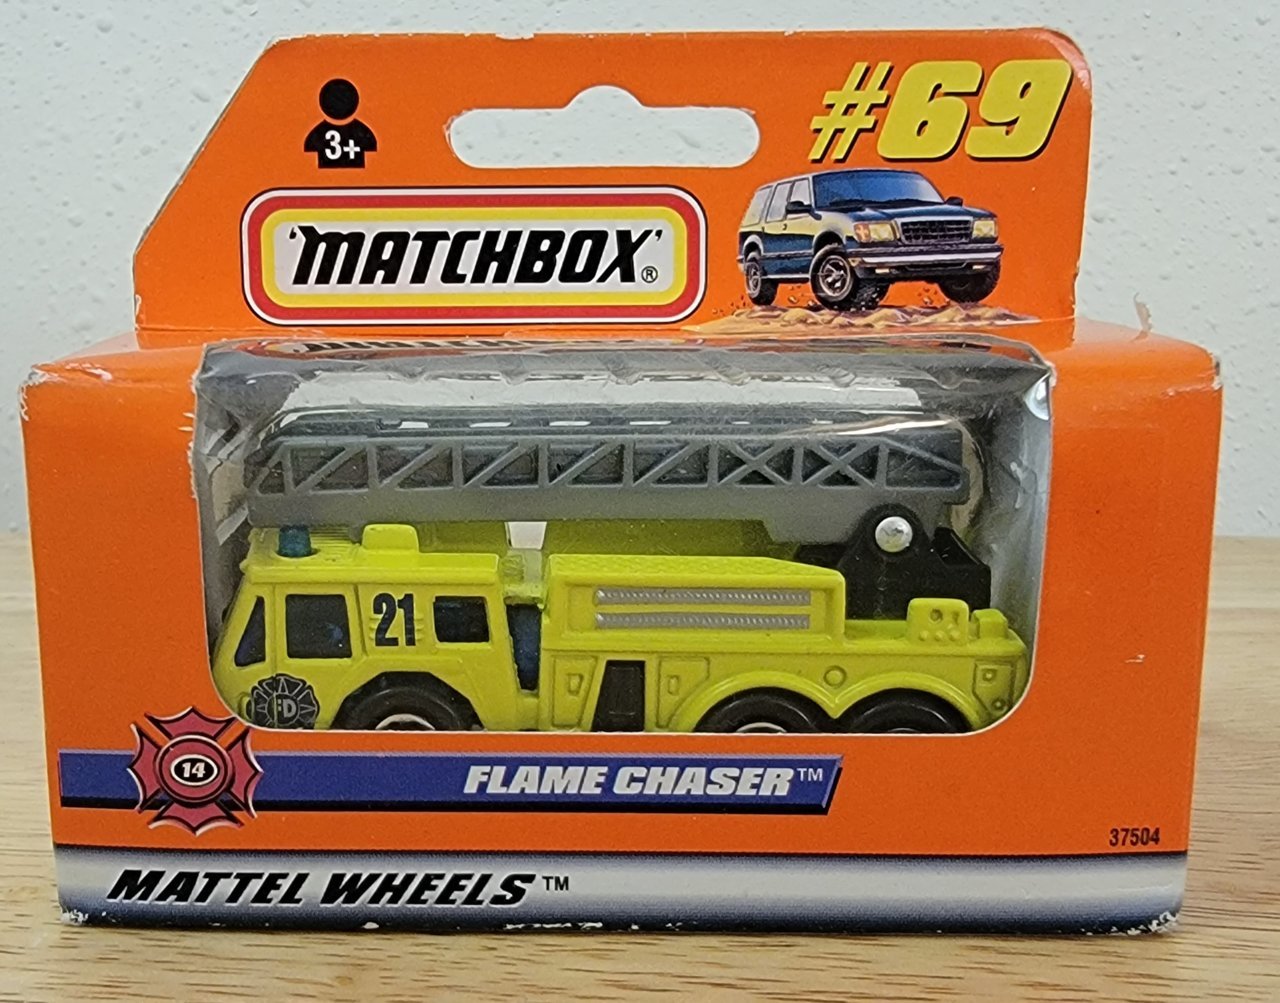 #69
3+
'MATCHBOX'®
21
FD
14
FLAME CHASER™
37504
MATTEL WHEELS™